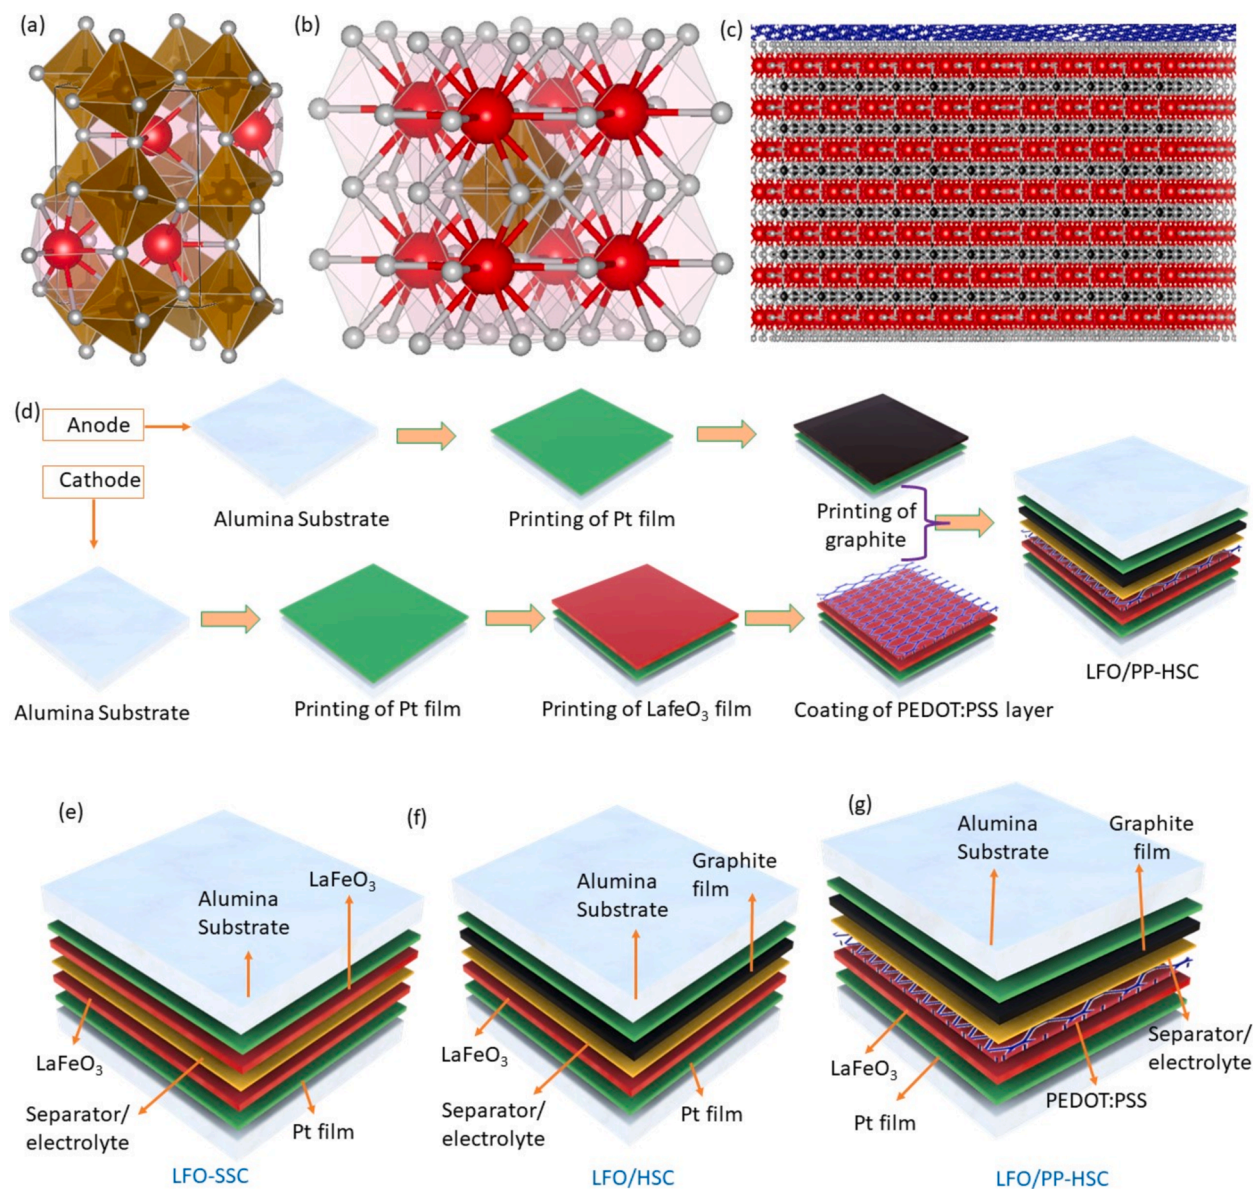 (a)
(b)
(c)
(d)
Anode
Cathode
Alumina Substrate
Printing of Pt film
Printing of
graphite
Alumina Substrate
Printing of Pt film
Printing of LafeO₃ film
Coating of PEDOT:PSS layer
LFO/PP-HSC
(e)
LaFeO₃
Alumina
Substrate
LaFeO₃
Separator/
electrolyte
Pt film
LFO-SSC
(f)
Graphite
film
Alumina
Substrate
LaFeO₃
Separator/
electrolyte
Pt film
LFO/HSC
(g)
Alumina
Substrate
Graphite
film
LaFeO₃
Pt film
Separator/
electrolyte
PEDOT:PSS
LFO/PP-HSC